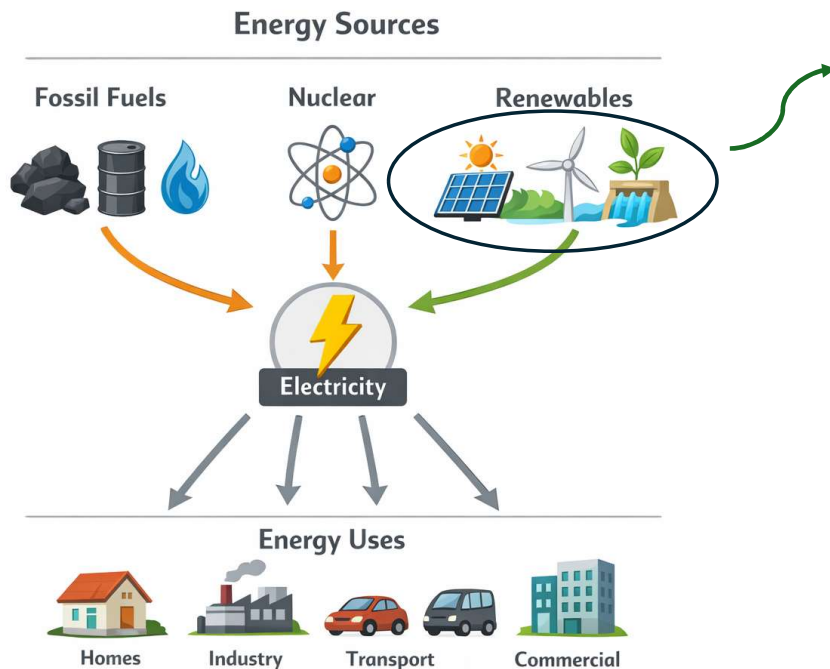 Energy Sources
Fossil Fuels
Nuclear
Renewables
Electricity
Energy Uses
Homes
Industry
Transport
Commercial